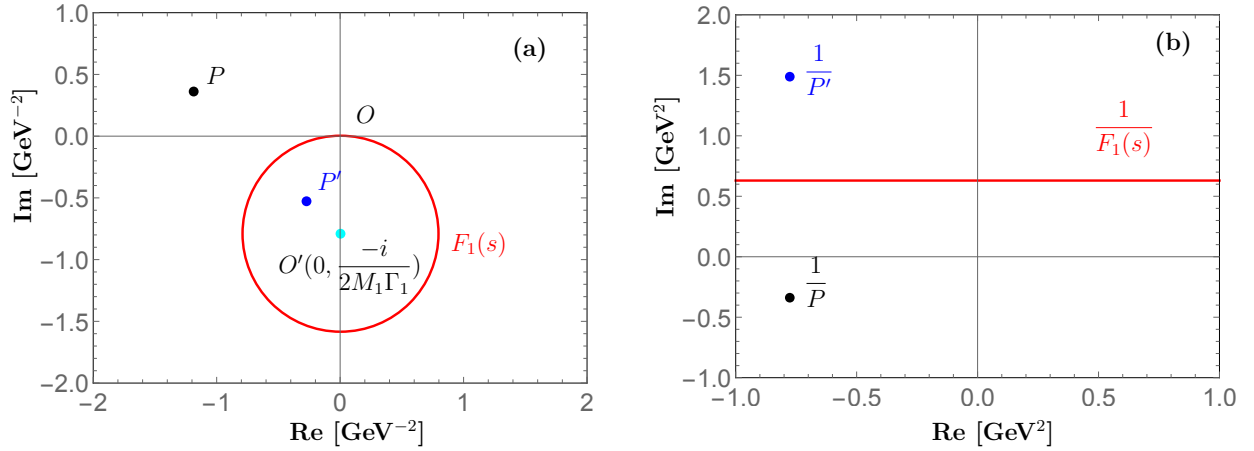 (a)
P
O
P′
F₁(s)
O′(0, −i/(2M₁Γ₁))
1.0
0.5
0.0
−0.5
−1.0
−1.5
−2.0
−2
−1
0
1
2
Im [GeV⁻²]
Re [GeV⁻²]
(b)
1/P′
1/F₁(s)
1/P
2.0
1.5
1.0
0.5
0.0
−0.5
−1.0
−1.0
−0.5
0.0
0.5
1.0
Im [GeV²]
Re [GeV²]